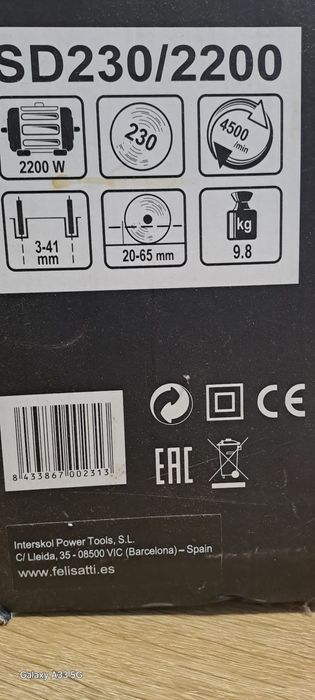 SD230/2200
2200 W
230
4500
/min
3-41
mm
20-65 mm
kg
9.8
CE
EAC
8 433867 002313
Interskol Power Tools, S.L.
C/ Lleida, 35 - 08500 VIC (Barcelona) – Spain
www.felisatti.es
Galaxy A33 5G